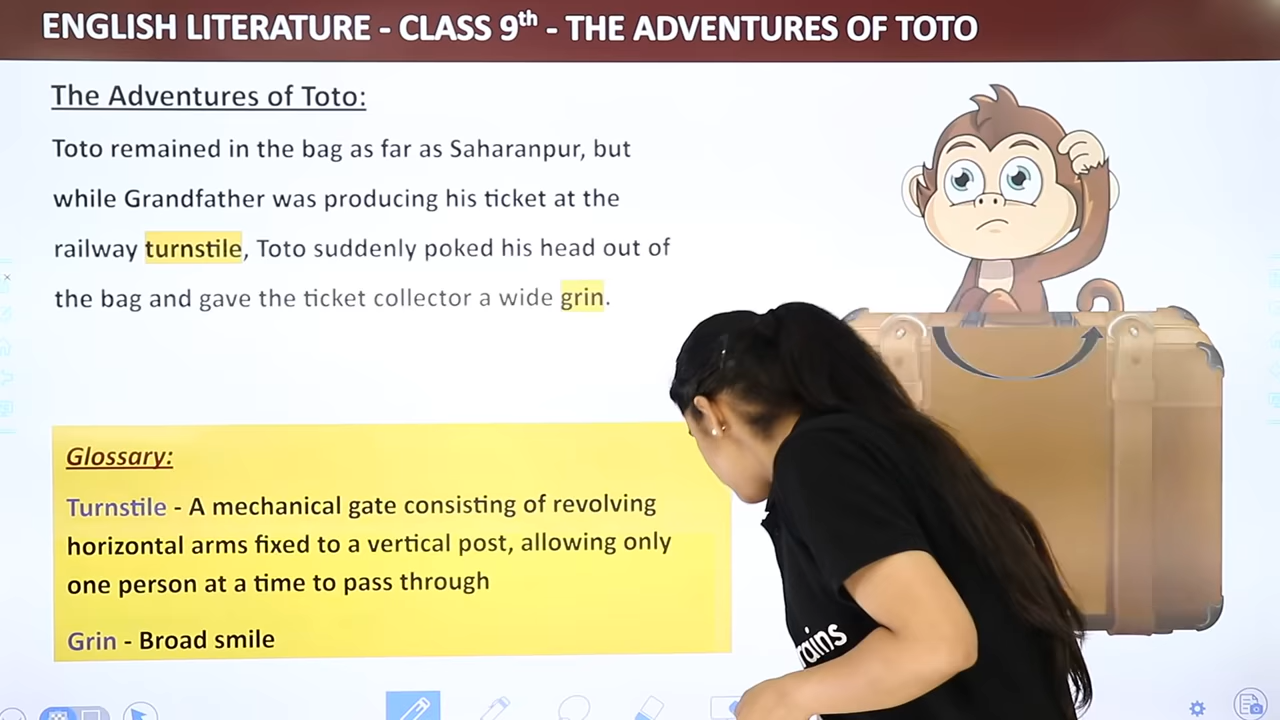 ENGLISH LITERATURE - CLASS 9th - THE ADVENTURES OF TOTO
The Adventures of Toto:
Toto remained in the bag as far as Saharanpur, but
while Grandfather was producing his ticket at the
railway turnstile, Toto suddenly poked his head out of
the bag and gave the ticket collector a wide grin.
Glossary:
Turnstile - A mechanical gate consisting of revolving
horizontal arms fixed to a vertical post, allowing only
one person at a time to pass through
Grin - Broad smile